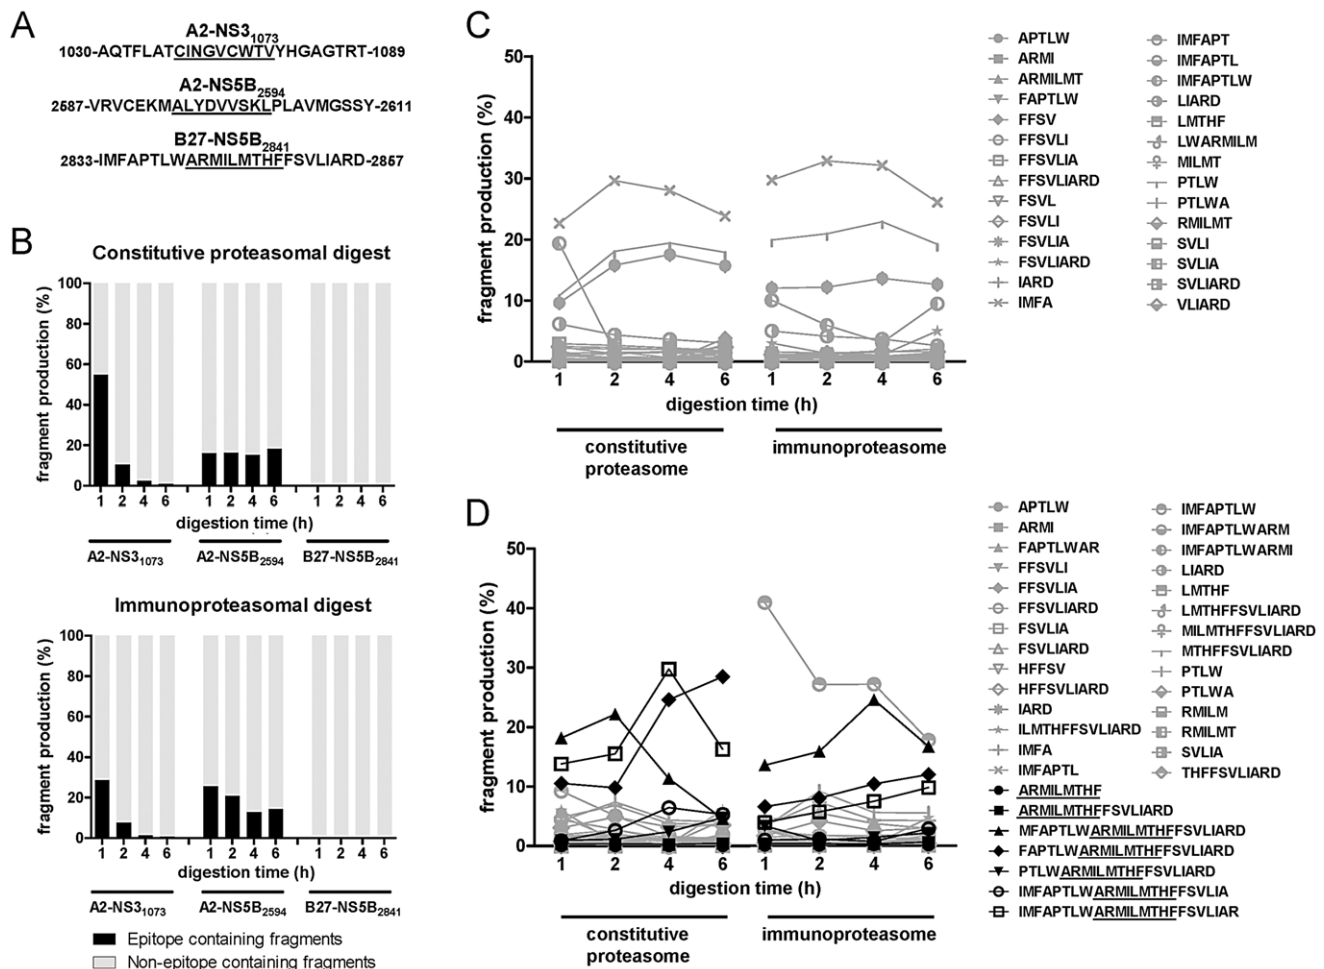 A
A2-NS3₁₀₇₃
1030-AQTFLATCINGVCWTVYHGAGTRT-1089
A2-NS5B₂₅₉₄
2587-VRVCEKMALYDVVSKLPLAVMGSSY-2611
B27-NS5B₂₈₄₁
2833-IMFAPTLWARMILMTHFFSVLIARD-2857
B
Constitutive proteasomal digest
fragment production (%)
100
80
60
40
20
0
1 2 4 6 1 2 4 6 1 2 4 6
digestion time (h)
A2-NS3₁₀₇₃ A2-NS5B₂₅₉₄ B27-NS5B₂₈₄₁
Immunoproteasomal digest
fragment production (%)
100
80
60
40
20
0
1 2 4 6 1 2 4 6 1 2 4 6
digestion time (h)
A2-NS3₁₀₇₃ A2-NS5B₂₅₉₄ B27-NS5B₂₈₄₁
Epitope containing fragments
Non-epitope containing fragments
C
fragment production (%)
50
40
30
20
10
0
1 2 4 6 1 2 4 6
digestion time (h)
constitutive
proteasome
immunoproteasome
APTLW
ARMI
ARMILMT
FAPTLW
FFSV
FFSVLI
FFSVLIA
FFSVLIARD
FSVL
FSVLI
FSVLIA
FSVLIARD
IARD
IMFA
IMFAPT
IMFAPTL
IMFAPTLW
LIARD
LMTHF
LWARMILM
MILMT
PTLW
PTLWA
RMILMT
SVLI
SVLIA
SVLIARD
VLIARD
D
fragment production (%)
50
40
30
20
10
0
1 2 4 6 1 2 4 6
digestion time (h)
constitutive
proteasome
immunoproteasome
APTLW
ARMI
FAPTLWAR
FFSVLI
FFSVLIA
FFSVLIARD
FSVLIA
FSVLIARD
HFFSV
HFFSVLIARD
IARD
ILMTHFFSVLIARD
IMFA
IMFAPTL
ARMILMTHF
ARMILMTHFFSVLIARD
MFAPTLWARMILMTHFFSVLIARD
FAPTLWARMILMTHFFSVLIARD
PTLWARMILMTHFFSVLIARD
IMFAPTLWARMILMTHFFSVLIA
IMFAPTLWARMILMTHFFSVLIAR
IMFAPTLW
IMFAPTLWARM
IMFAPTLWARMI
LIARD
LMTHF
LMTHFFSVLIARD
MILMTHFFSVLIARD
MTHFFSVLIARD
PTLW
PTLWA
RMILM
RMILMT
SVLIA
THFFSVLIARD